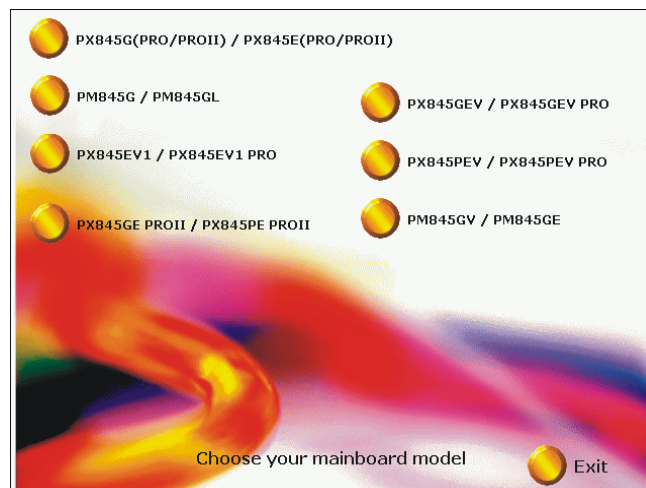 PX845G(PRO/PROII) / PX845E(PRO/PROII)
PM845G / PM845GL
PX845EV1 / PX845EV1 PRO
PX845GE PROII / PX845PE PROII
PX845GEV / PX845GEV PRO
PX845PEV / PX845PEV PRO
PM845GV / PM845GE
Choose your mainboard model
Exit